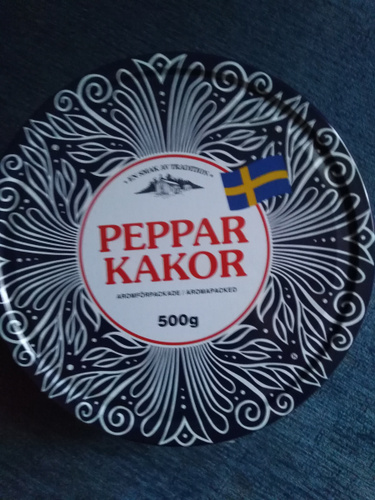 • EN SMAK AV TRADITION •
PEPPAR
KAKOR
AROMFÖRPACKADE / AROMAPACKED
500g